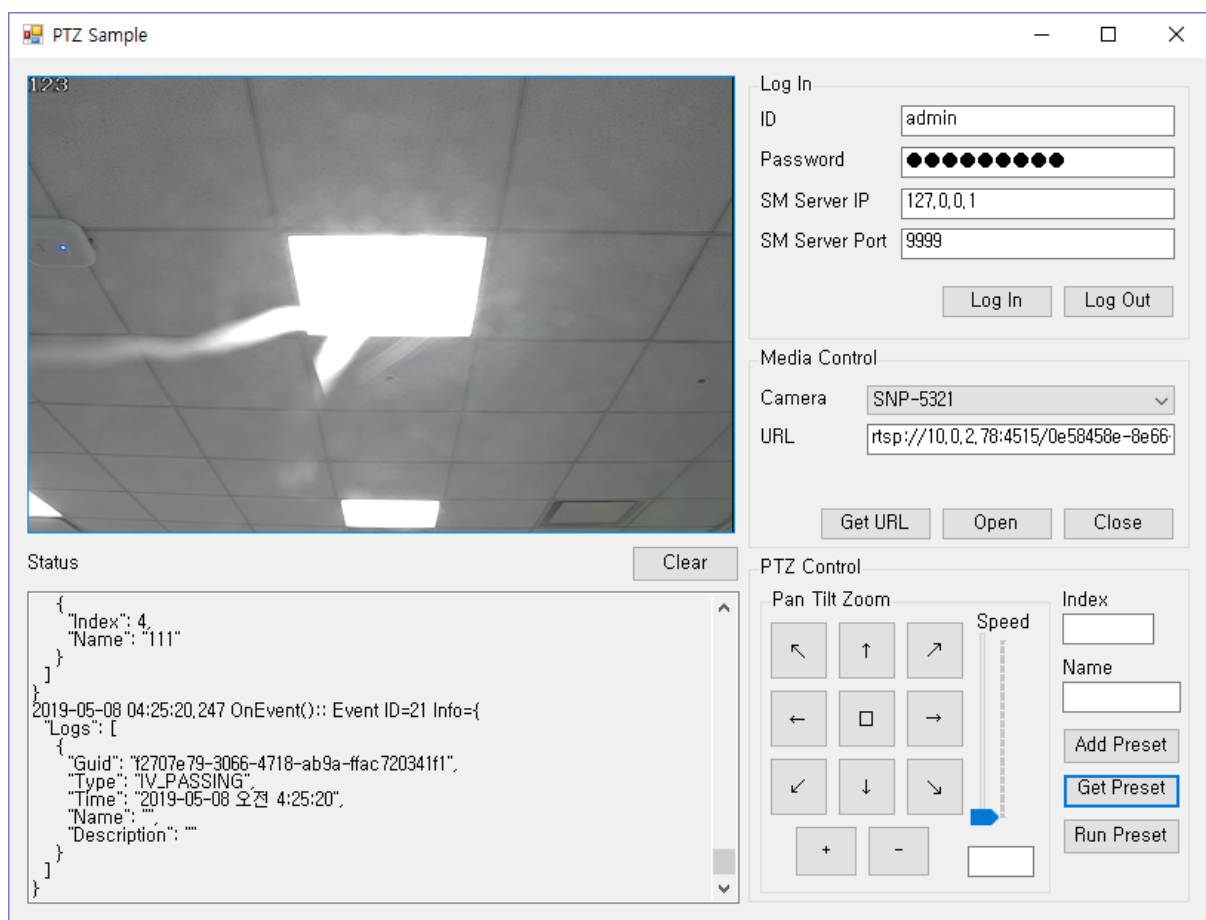 PTZ Sample
123
Log In
ID
admin
Password
●●●●●●●●●
SM Server IP
127,0,0,1
SM Server Port
9999
Log In
Log Out
Media Control
Camera
SNP-5321
URL
rtsp://10,0,2,78:4515/0e58458e-8e66-
Get URL
Open
Close
Status
Clear
{
"Index": 4,
"Name": "111"
}
]
}
2019-05-08 04:25:20,247 OnEvent():: Event ID=21 Info={
"Logs": [
{
"Guid": "f2707e79-3066-4718-ab9a-ffac720341f1",
"Type": "IV_PASSING",
"Time": "2019-05-08 오전 4:25:20",
"Name": "",
"Description": ""
}
]
}
PTZ Control
Pan Tilt Zoom
Speed
↖ ↑ ↗
← □ →
↙ ↓ ↘
+ -
Index
Name
Add Preset
Get Preset
Run Preset